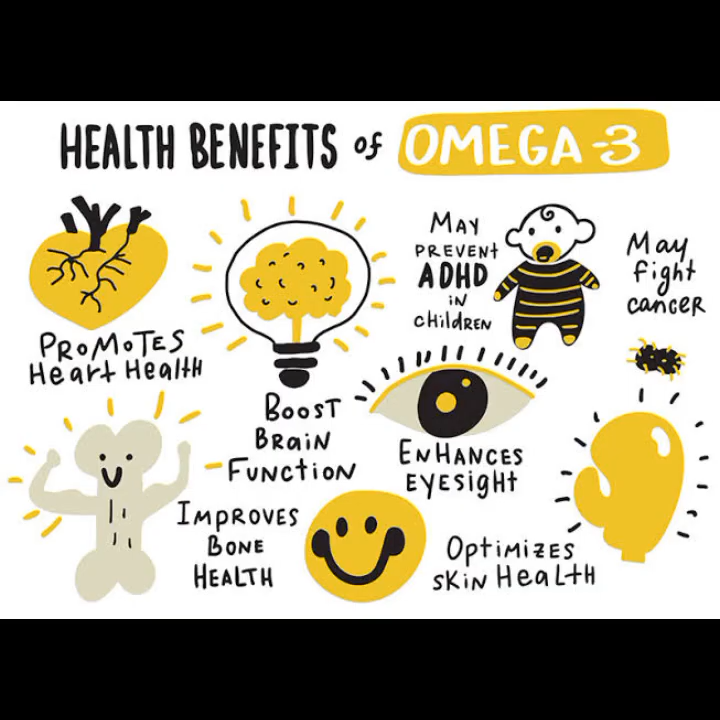 HEALTH BENEFITS of OMEGA-3
MAY
PREVENT
ADHD
IN
CHILDREN
May
fight
cancer
PROMOTES
Heart Health
BOOST
BRAIN
FUNCTION
ENHANCES
EYESIGHT
IMPROVES
BONE
HEALTH
OPTIMIZES
SKIN HEALTH